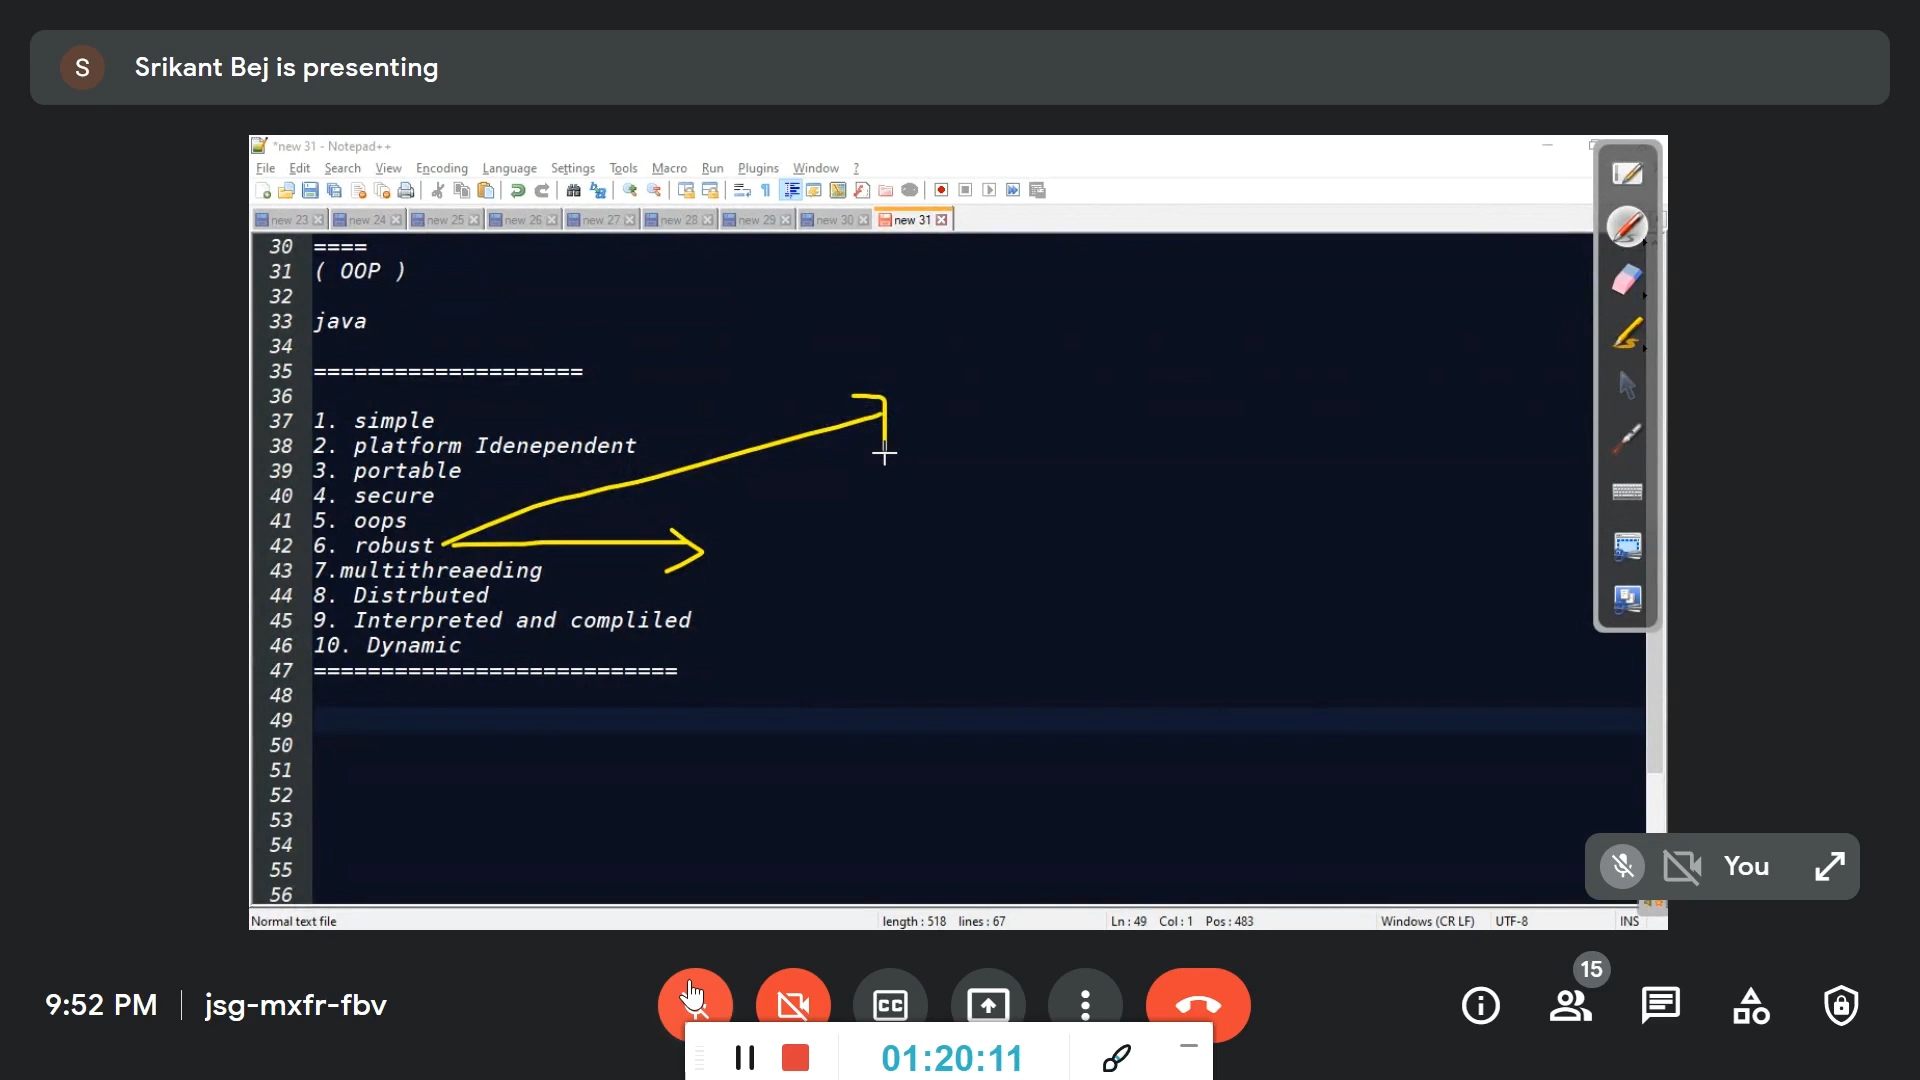 S Srikant Bej is presenting
*new 31 - Notepad++
File Edit Search View Encoding Language Settings Tools Macro Run Plugins Window ?
new 23 new 24 new 25 new 26 new 27 new 28 new 29 new 30 new 31
30 ====
31 ( OOP )
32
33 java
34
35 ====================
36
37 1. simple
38 2. platform Idenependent
39 3. portable
40 4. secure
41 5. oops
42 6. robust
43 7.multithreaeding
44 8. Distrbuted
45 9. Interpreted and compliled
46 10. Dynamic
47 ===========================
48
49
50
51
52
53
54
55
56
You
Normal text file length : 518 lines : 67 Ln : 49 Col : 1 Pos : 483 Windows (CR LF) UTF-8 INS
15
9:52 PM jsg-mxfr-fbv CC
01:20:11